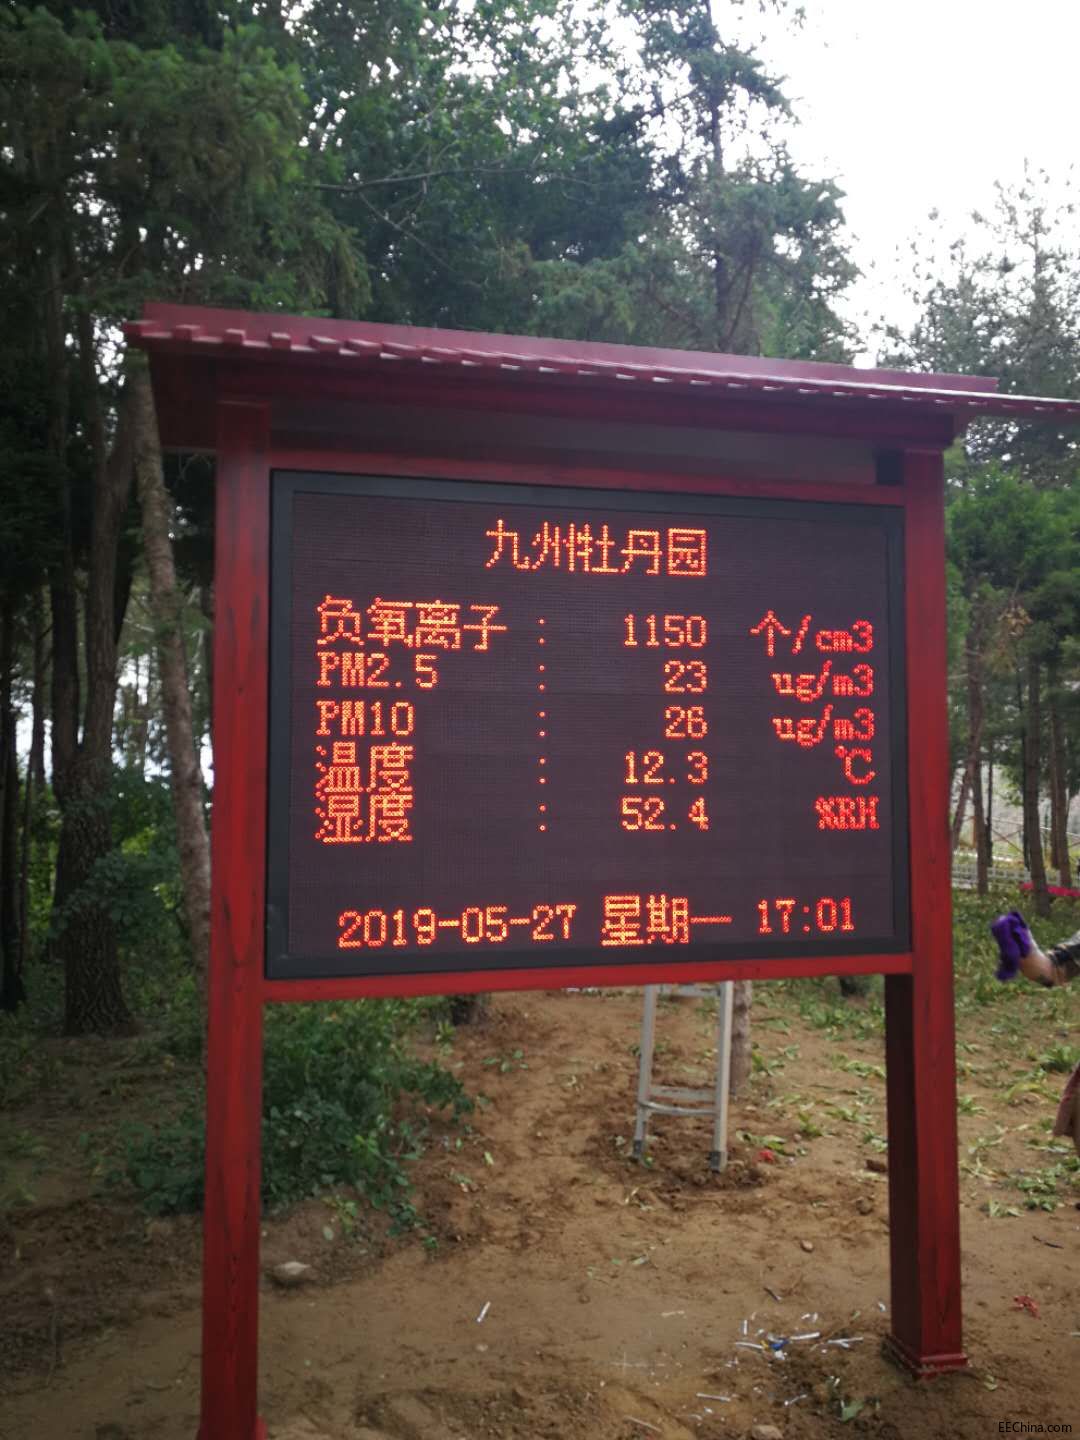 九州牡丹园
负氧离子 : 1150 个/cm3
PM2.5 : 23 ug/m3
PM10 : 26 ug/m3
温度 : 12.3 ℃
湿度 : 52.4 %RH
2019-05-27 星期一 17:01
EEChina.com